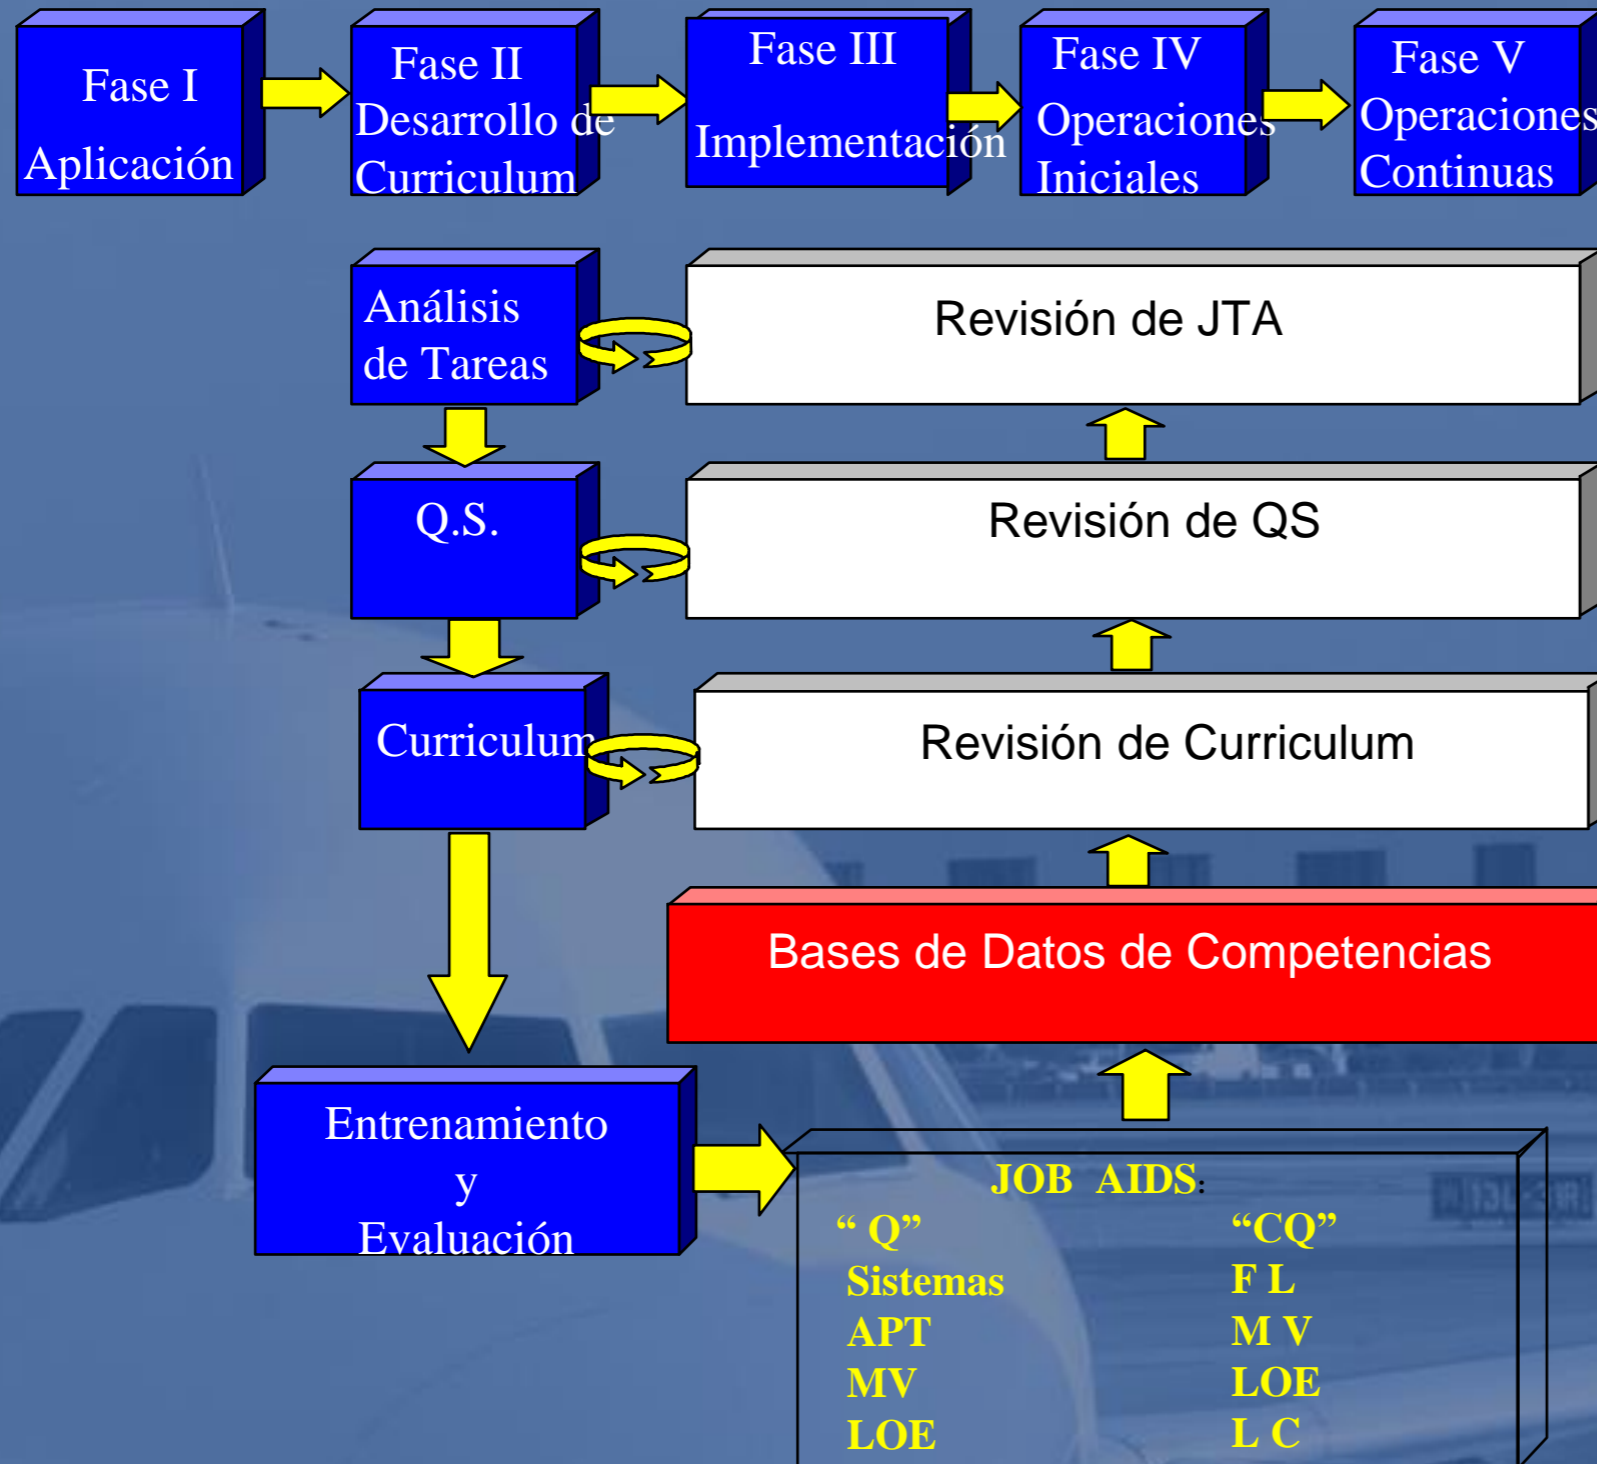 Fase I
Aplicación
Fase II
Desarrollo de
Curriculum
Fase III
Implementación
Fase IV
Operaciones
Iniciales
Fase V
Operaciones
Continuas
Análisis
de Tareas
Revisión de JTA
Q.S.
Revisión de QS
Curriculum
Revisión de Curriculum
Bases de Datos de Competencias
Entrenamiento
y
Evaluación
JOB AIDS:
“ Q”
Sistemas
APT
MV
LOE
“CQ”
F L
M V
LOE
L C